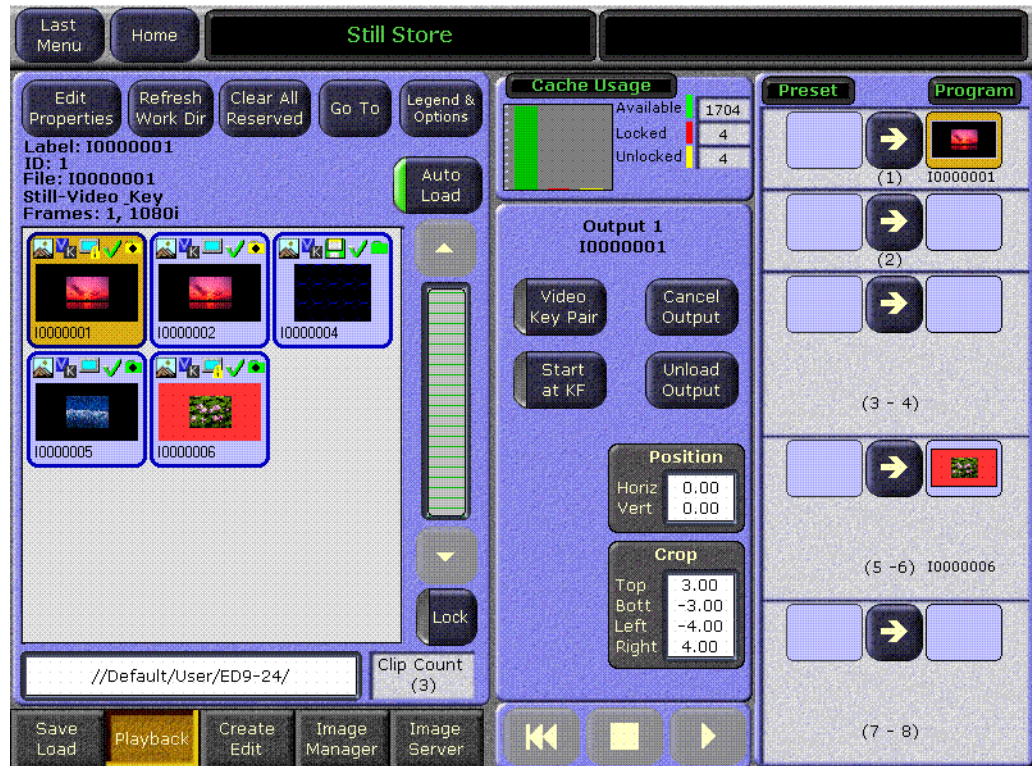 Last Menu
Home
Still Store
Edit Properties
Refresh Work Dir
Clear All Reserved
Go To
Legend & Options
Label: I0000001
ID: 1
File: I0000001
Still-Video_Key
Frames: 1, 1080i
Auto Load
I0000001
I0000002
I0000004
I0000005
I0000006
Lock
//Default/User/ED9-24/
Clip Count
(3)
Save Load
Playback
Create Edit
Image Manager
Image Server
Cache Usage
Available 1704
Locked 4
Unlocked 4
Output 1
I0000001
Video Key Pair
Cancel Output
Start at KF
Unload Output
Position
Horiz 0.00
Vert 0.00
Crop
Top 3.00
Bott -3.00
Left -4.00
Right 4.00
Preset
Program
(1) I0000001
(2)
(3 - 4)
(5 -6) I0000006
(7 - 8)